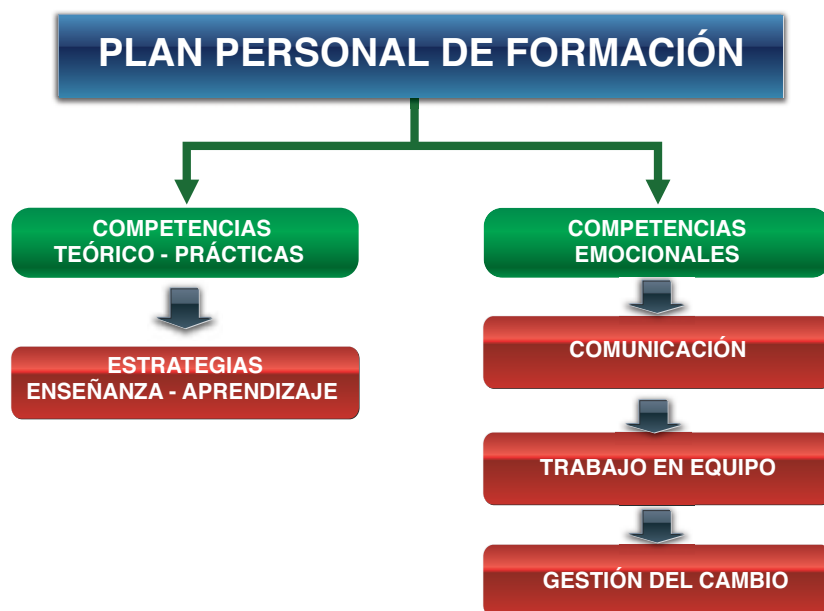 PLAN PERSONAL DE FORMACIÓN
COMPETENCIAS
TEÓRICO - PRÁCTICAS
ESTRATEGIAS
ENSEÑANZA - APRENDIZAJE
COMPETENCIAS
EMOCIONALES
COMUNICACIÓN
TRABAJO EN EQUIPO
GESTIÓN DEL CAMBIO